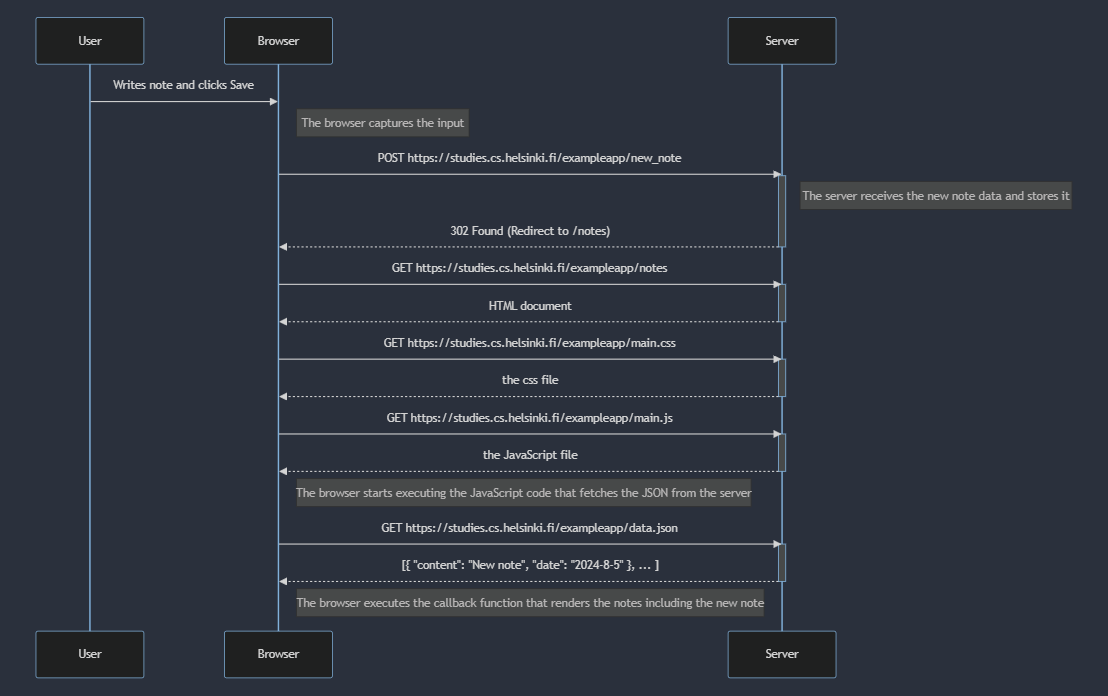 User
Browser
Server
Writes note and clicks Save
The browser captures the input
POST https://studies.cs.helsinki.fi/exampleapp/new_note
The server receives the new note data and stores it
302 Found (Redirect to /notes)
GET https://studies.cs.helsinki.fi/exampleapp/notes
HTML document
GET https://studies.cs.helsinki.fi/exampleapp/main.css
the css file
GET https://studies.cs.helsinki.fi/exampleapp/main.js
the JavaScript file
The browser starts executing the JavaScript code that fetches the JSON from the server
GET https://studies.cs.helsinki.fi/exampleapp/data.json
[{ "content": "New note", "date": "2024-8-5" }, ... ]
The browser executes the callback function that renders the notes including the new note
User
Browser
Server